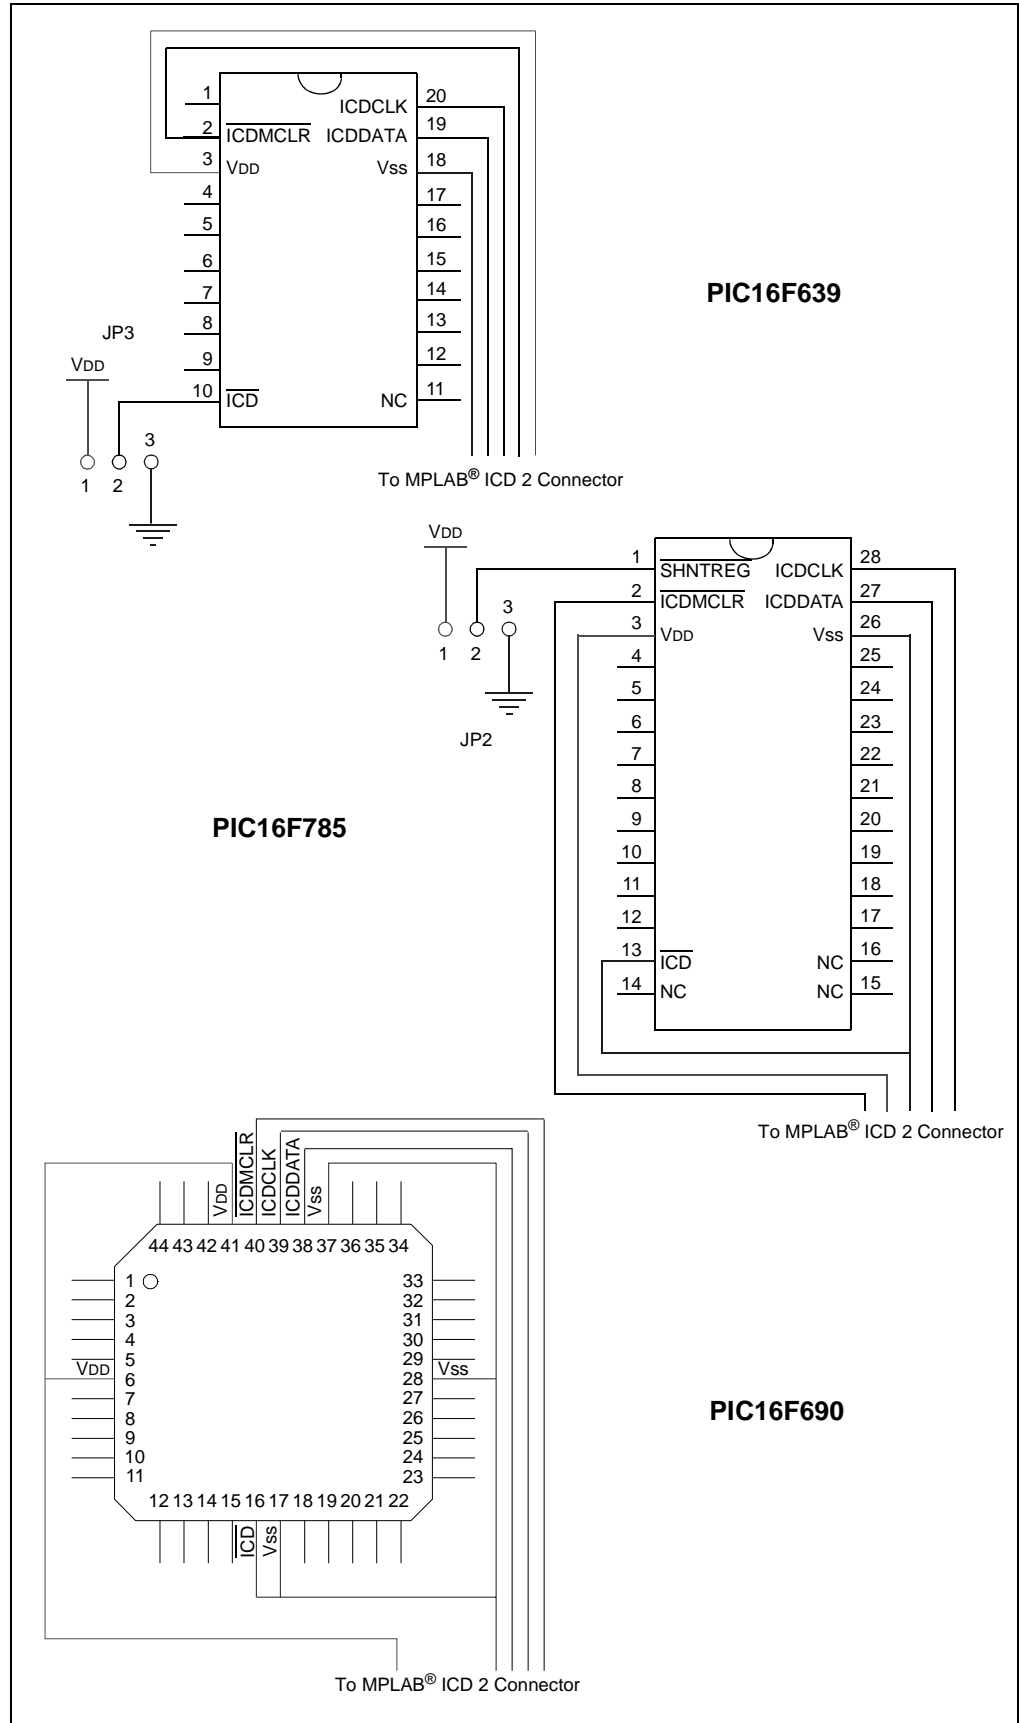 1 ICDCLK 20
2 ICDMCLR ICDDATA 19
3 VDD VSS 18
4 17
5 16
6 15
7 14
8 13
9 12
10 ICD NC 11
JP3
VDD
1 2 3
To MPLAB® ICD 2 Connector
PIC16F639
VDD
1 2 3
JP2
1 SHNTREG ICDCLK 28
2 ICDMCLR ICDDATA 27
3 VDD VSS 26
4 25
5 24
6 23
7 22
8 21
9 20
10 19
11 18
12 17
13 ICD NC 16
14 NC NC 15
To MPLAB® ICD 2 Connector
PIC16F785
VDD ICDMCLR ICDCLK ICDDATA VSS
44 43 42 41 40 39 38 37 36 35 34
1 33
2 32
3 31
4 30
5 29
VDD 6 28 VSS
7 27
8 26
9 25
10 24
11 23
12 13 14 15 16 17 18 19 20 21 22
ICD VSS
To MPLAB® ICD 2 Connector
PIC16F690